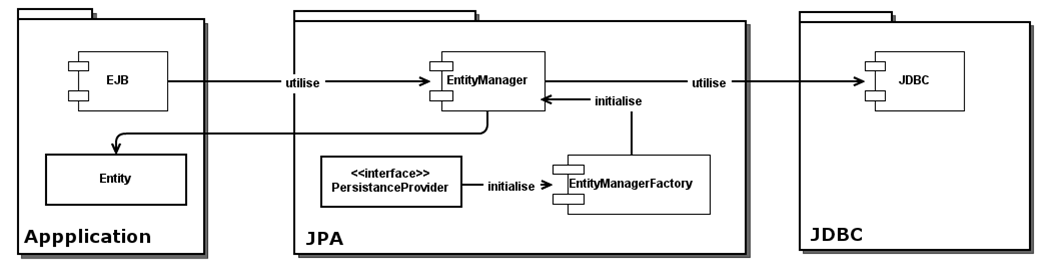 EJB
utilise
EntityManager
utilise
JDBC
initialise
Entity
<<interface>>
PersistanceProvider
initialise
EntityManagerFactory
Appplication
JPA
JDBC